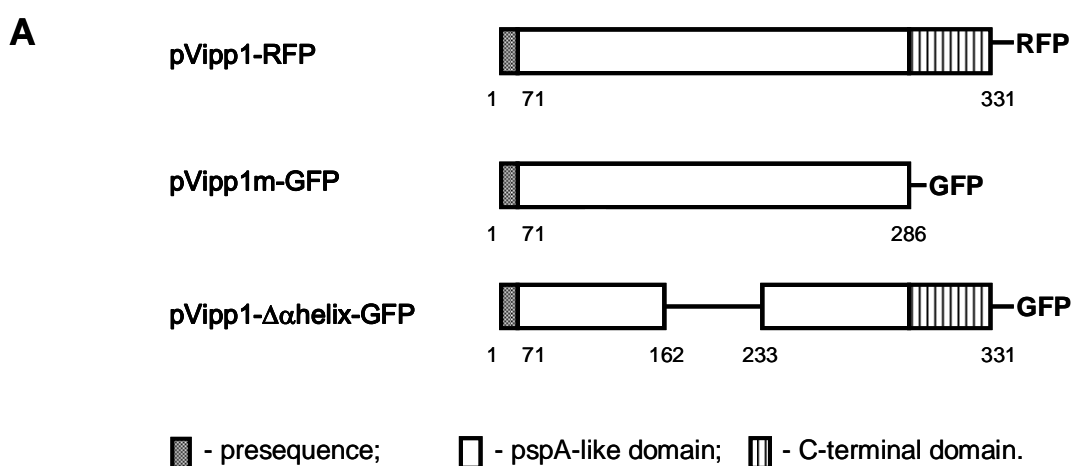 A
pVipp1-RFP
RFP
1 71 331
pVipp1m-GFP
GFP
1 71 286
pVipp1-Δαhelix-GFP
GFP
1 71 162 233 331
- presequence; - pspA-like domain; - C-terminal domain.